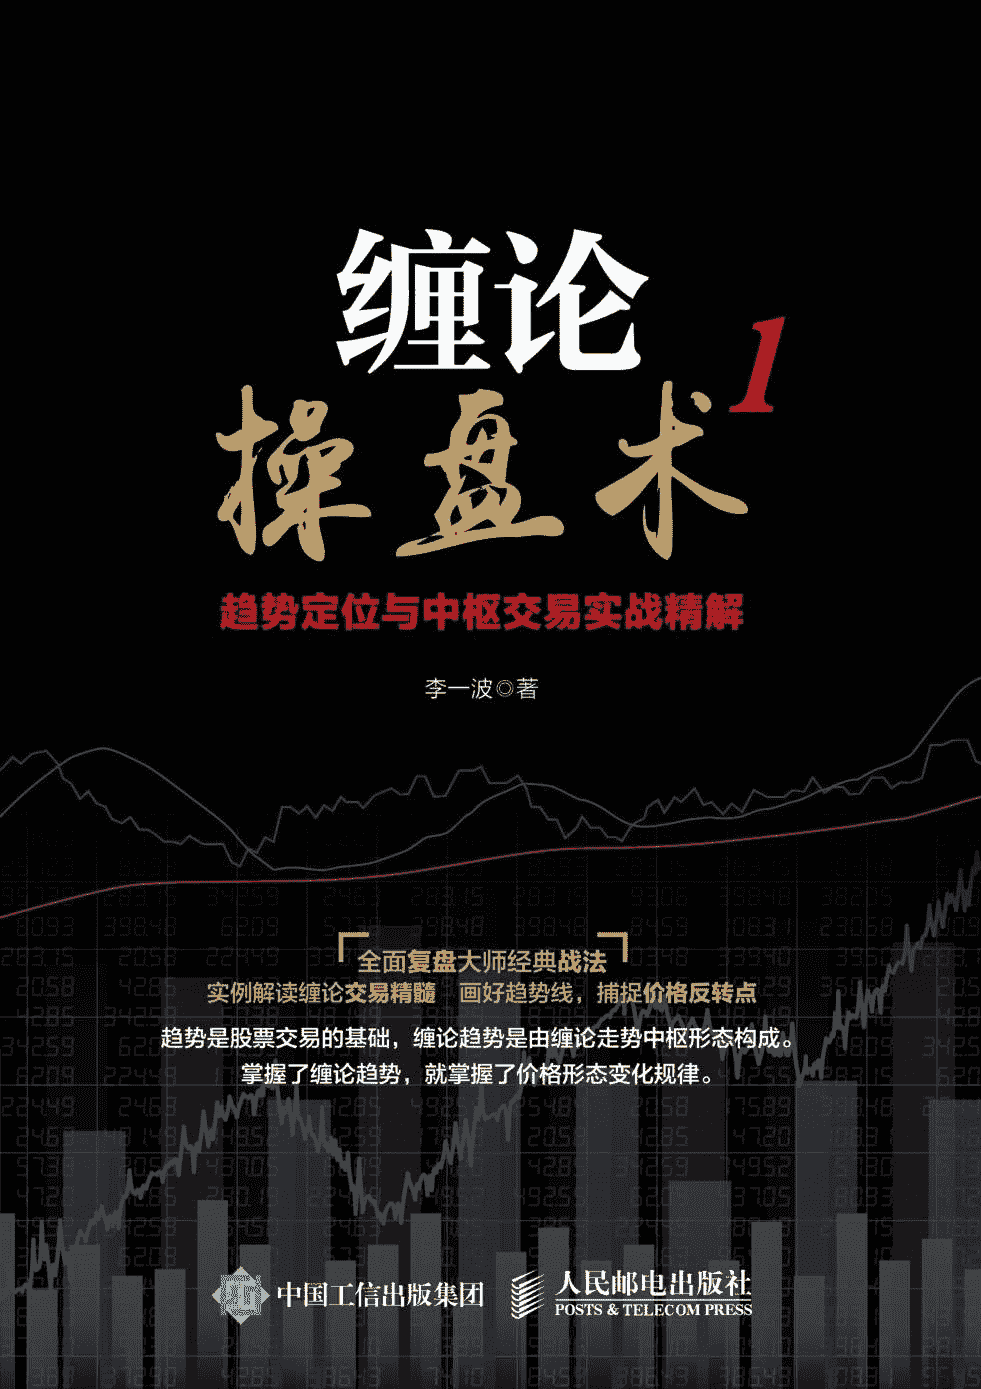 缠论
操盘术
1
趋势定位与中枢交易实战精解
李一波◎著
全面复盘大师经典战法
实例解读缠论交易精髓 画好趋势线，捕捉价格反转点
趋势是股票交易的基础，缠论趋势是由缠论走势中枢形态构成。
掌握了缠论趋势，就掌握了价格形态变化规律。
中国工信出版集团
人民邮电出版社
POSTS & TELECOM PRESS